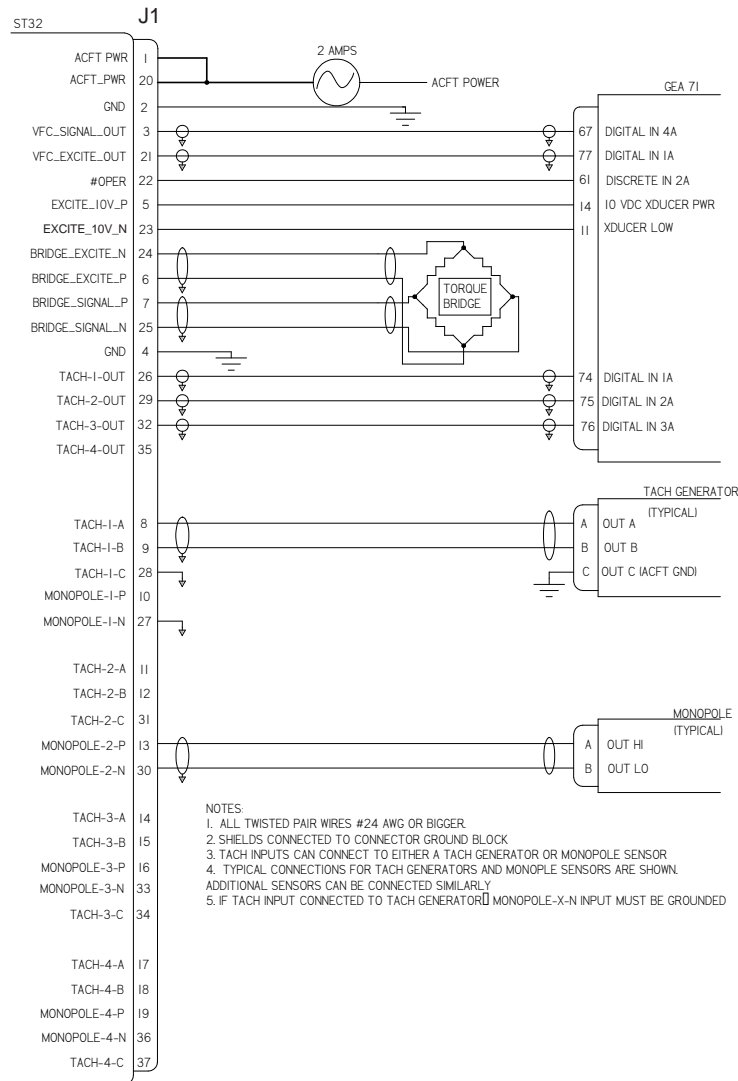 ST32
J1
ACFT PWR 1
2 AMPS
ACFT_PWR 20
ACFT POWER
GEA 71
GND 2
VFC_SIGNAL_OUT 3
67 DIGITAL IN 4A
VFC_EXCITE_OUT 21
77 DIGITAL IN 1A
#OPER 22
61 DISCRETE IN 2A
EXCITE_10V_P 5
14 10 VDC XDUCER PWR
EXCITE_10V_N 23
11 XDUCER LOW
BRIDGE_EXCITE_N 24
BRIDGE_EXCITE_P 6
TORQUE
BRIDGE
BRIDGE_SIGNAL_P 7
BRIDGE_SIGNAL_N 25
GND 4
TACH-1-OUT 26
74 DIGITAL IN 1A
TACH-2-OUT 29
75 DIGITAL IN 2A
TACH-3-OUT 32
76 DIGITAL IN 3A
TACH-4-OUT 35
TACH GENERATOR
(TYPICAL)
TACH-1-A 8
A OUT A
TACH-1-B 9
B OUT B
TACH-1-C 28
C OUT C (ACFT GND)
MONOPOLE-1-P 10
MONOPOLE-1-N 27
TACH-2-A 11
TACH-2-B 12
TACH-2-C 31
MONOPOLE
(TYPICAL)
MONOPOLE-2-P 13
A OUT HI
MONOPOLE-2-N 30
B OUT LO
TACH-3-A 14
TACH-3-B 15
MONOPOLE-3-P 16
MONOPOLE-3-N 33
TACH-3-C 34
NOTES:
1. ALL TWISTED PAIR WIRES #24 AWG OR BIGGER.
2. SHIELDS CONNECTED TO CONNECTOR GROUND BLOCK
3. TACH INPUTS CAN CONNECT TO EITHER A TACH GENERATOR OR MONOPOLE SENSOR
4. TYPICAL CONNECTIONS FOR TACH GENERATORS AND MONOPLE SENSORS ARE SHOWN.
ADDITIONAL SENSORS CAN BE CONNECTED SIMILARLY
5. IF TACH INPUT CONNECTED TO TACH GENERATOR▯ MONOPOLE-X-N INPUT MUST BE GROUNDED
TACH-4-A 17
TACH-4-B 18
MONOPOLE-4-P 19
MONOPOLE-4-N 36
TACH-4-C 37